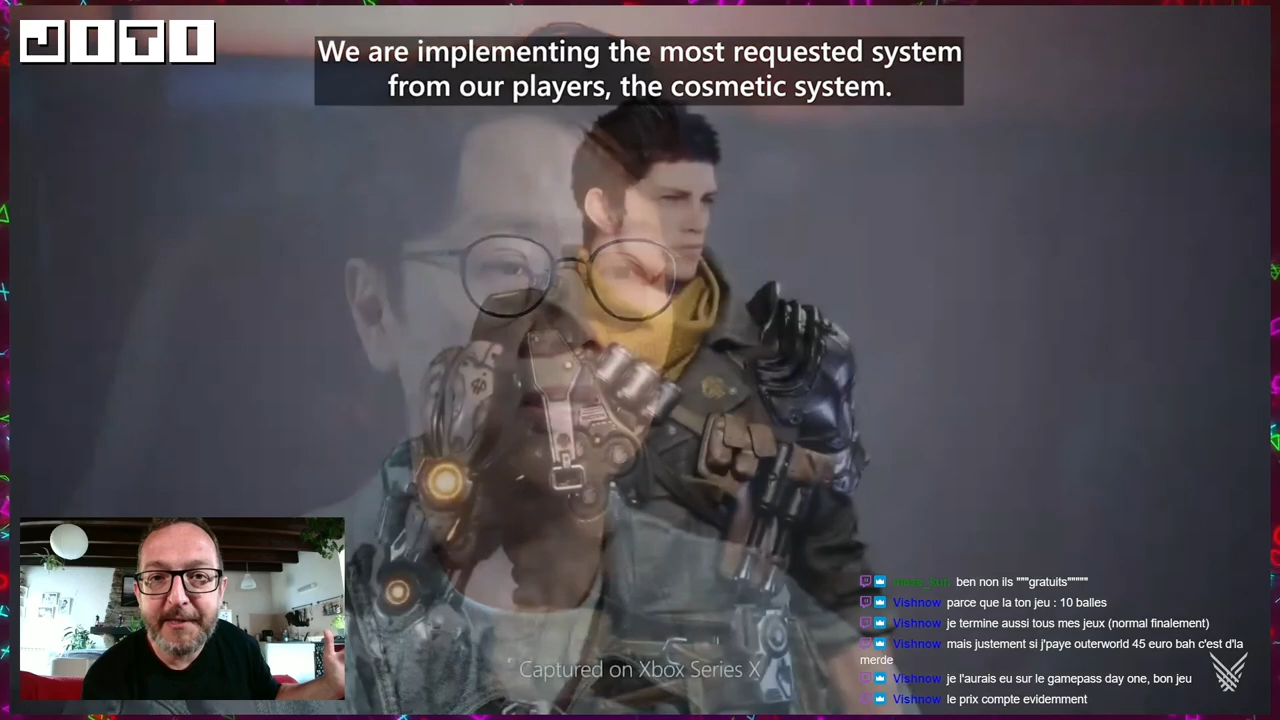 JOTI
We are implementing the most requested system
from our players, the cosmetic system.
ben non ils """gratuits"""""
Vishnow parce que la ton jeu : 10 balles
Vishnow je termine aussi tous mes jeux (normal finalement)
Vishnow mais justement si j'paye outerworld 45 euro bah c'est d'la
merde
Captured on Xbox Series X
Vishnow je l'aurais eu sur le gamepass day one, bon jeu
Vishnow le prix compte evidemment